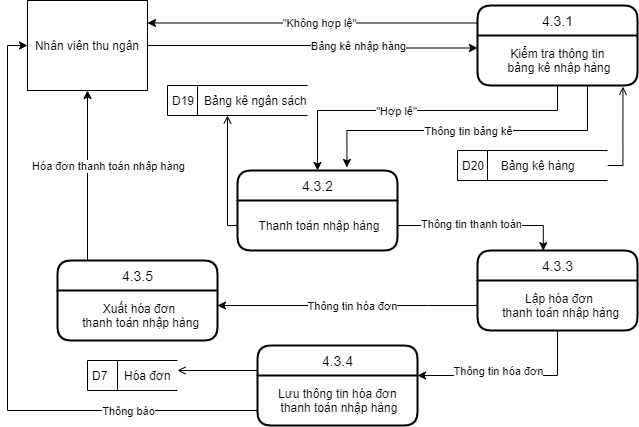 "Không hợp lệ"
4.3.1
Nhân viên thu ngân
Bảng kê nhập hàng
Kiểm tra thông tin
bảng kê nhập hàng
D19
Bảng kê ngân sách
"Hợp lệ"
Thông tin bảng kê
Hóa đơn thanh toán nhập hàng
D20
Bảng kê hàng
4.3.2
Thanh toán nhập hàng
Thông tin thanh toán
4.3.3
4.3.5
Lập hóa đơn
thanh toán nhập hàng
Xuất hóa đơn
thanh toán nhập hàng
Thông tin hóa đơn
4.3.4
D7
Hóa đơn
Thông tin hóa đơn
Lưu thông tin hóa đơn
thanh toán nhập hàng
Thông báo